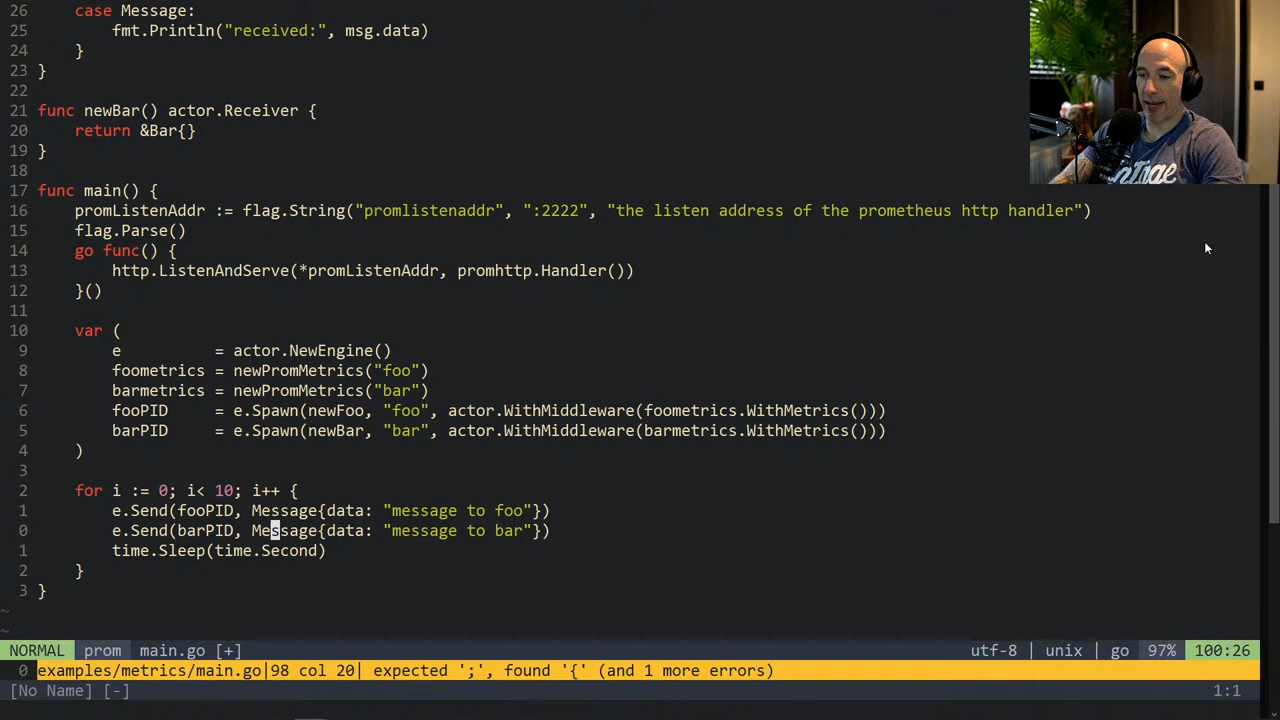 26 case Message:
25 fmt.Println("received:", msg.data)
24 }
23 }
22
21 func newBar() actor.Receiver {
20 return &Bar{}
19 }
18
17 func main() {
16 promListenAddr := flag.String("promlistenaddr", ":2222", "the listen address of the prometheus http handler")
15 flag.Parse()
14 go func() {
13 http.ListenAndServe(*promListenAddr, promhttp.Handler())
12 }()
11
10 var (
9 e = actor.NewEngine()
8 foometrics = newPromMetrics("foo")
7 barmetrics = newPromMetrics("bar")
6 fooPID = e.Spawn(newFoo, "foo", actor.WithMiddleware(foometrics.WithMetrics()))
5 barPID = e.Spawn(newBar, "bar", actor.WithMiddleware(barmetrics.WithMetrics()))
4 )
3
2 for i := 0; i< 10; i++ {
1 e.Send(fooPID, Message{data: "message to foo"})
0 e.Send(barPID, Message{data: "message to bar"})
1 time.Sleep(time.Second)
2 }
3 }
~
~
NORMAL prom main.go [+] utf-8 | unix | go 97% 100:26
0 examples/metrics/main.go|98 col 20| expected ';', found '{' (and 1 more errors)
[No Name] [-] 1:1